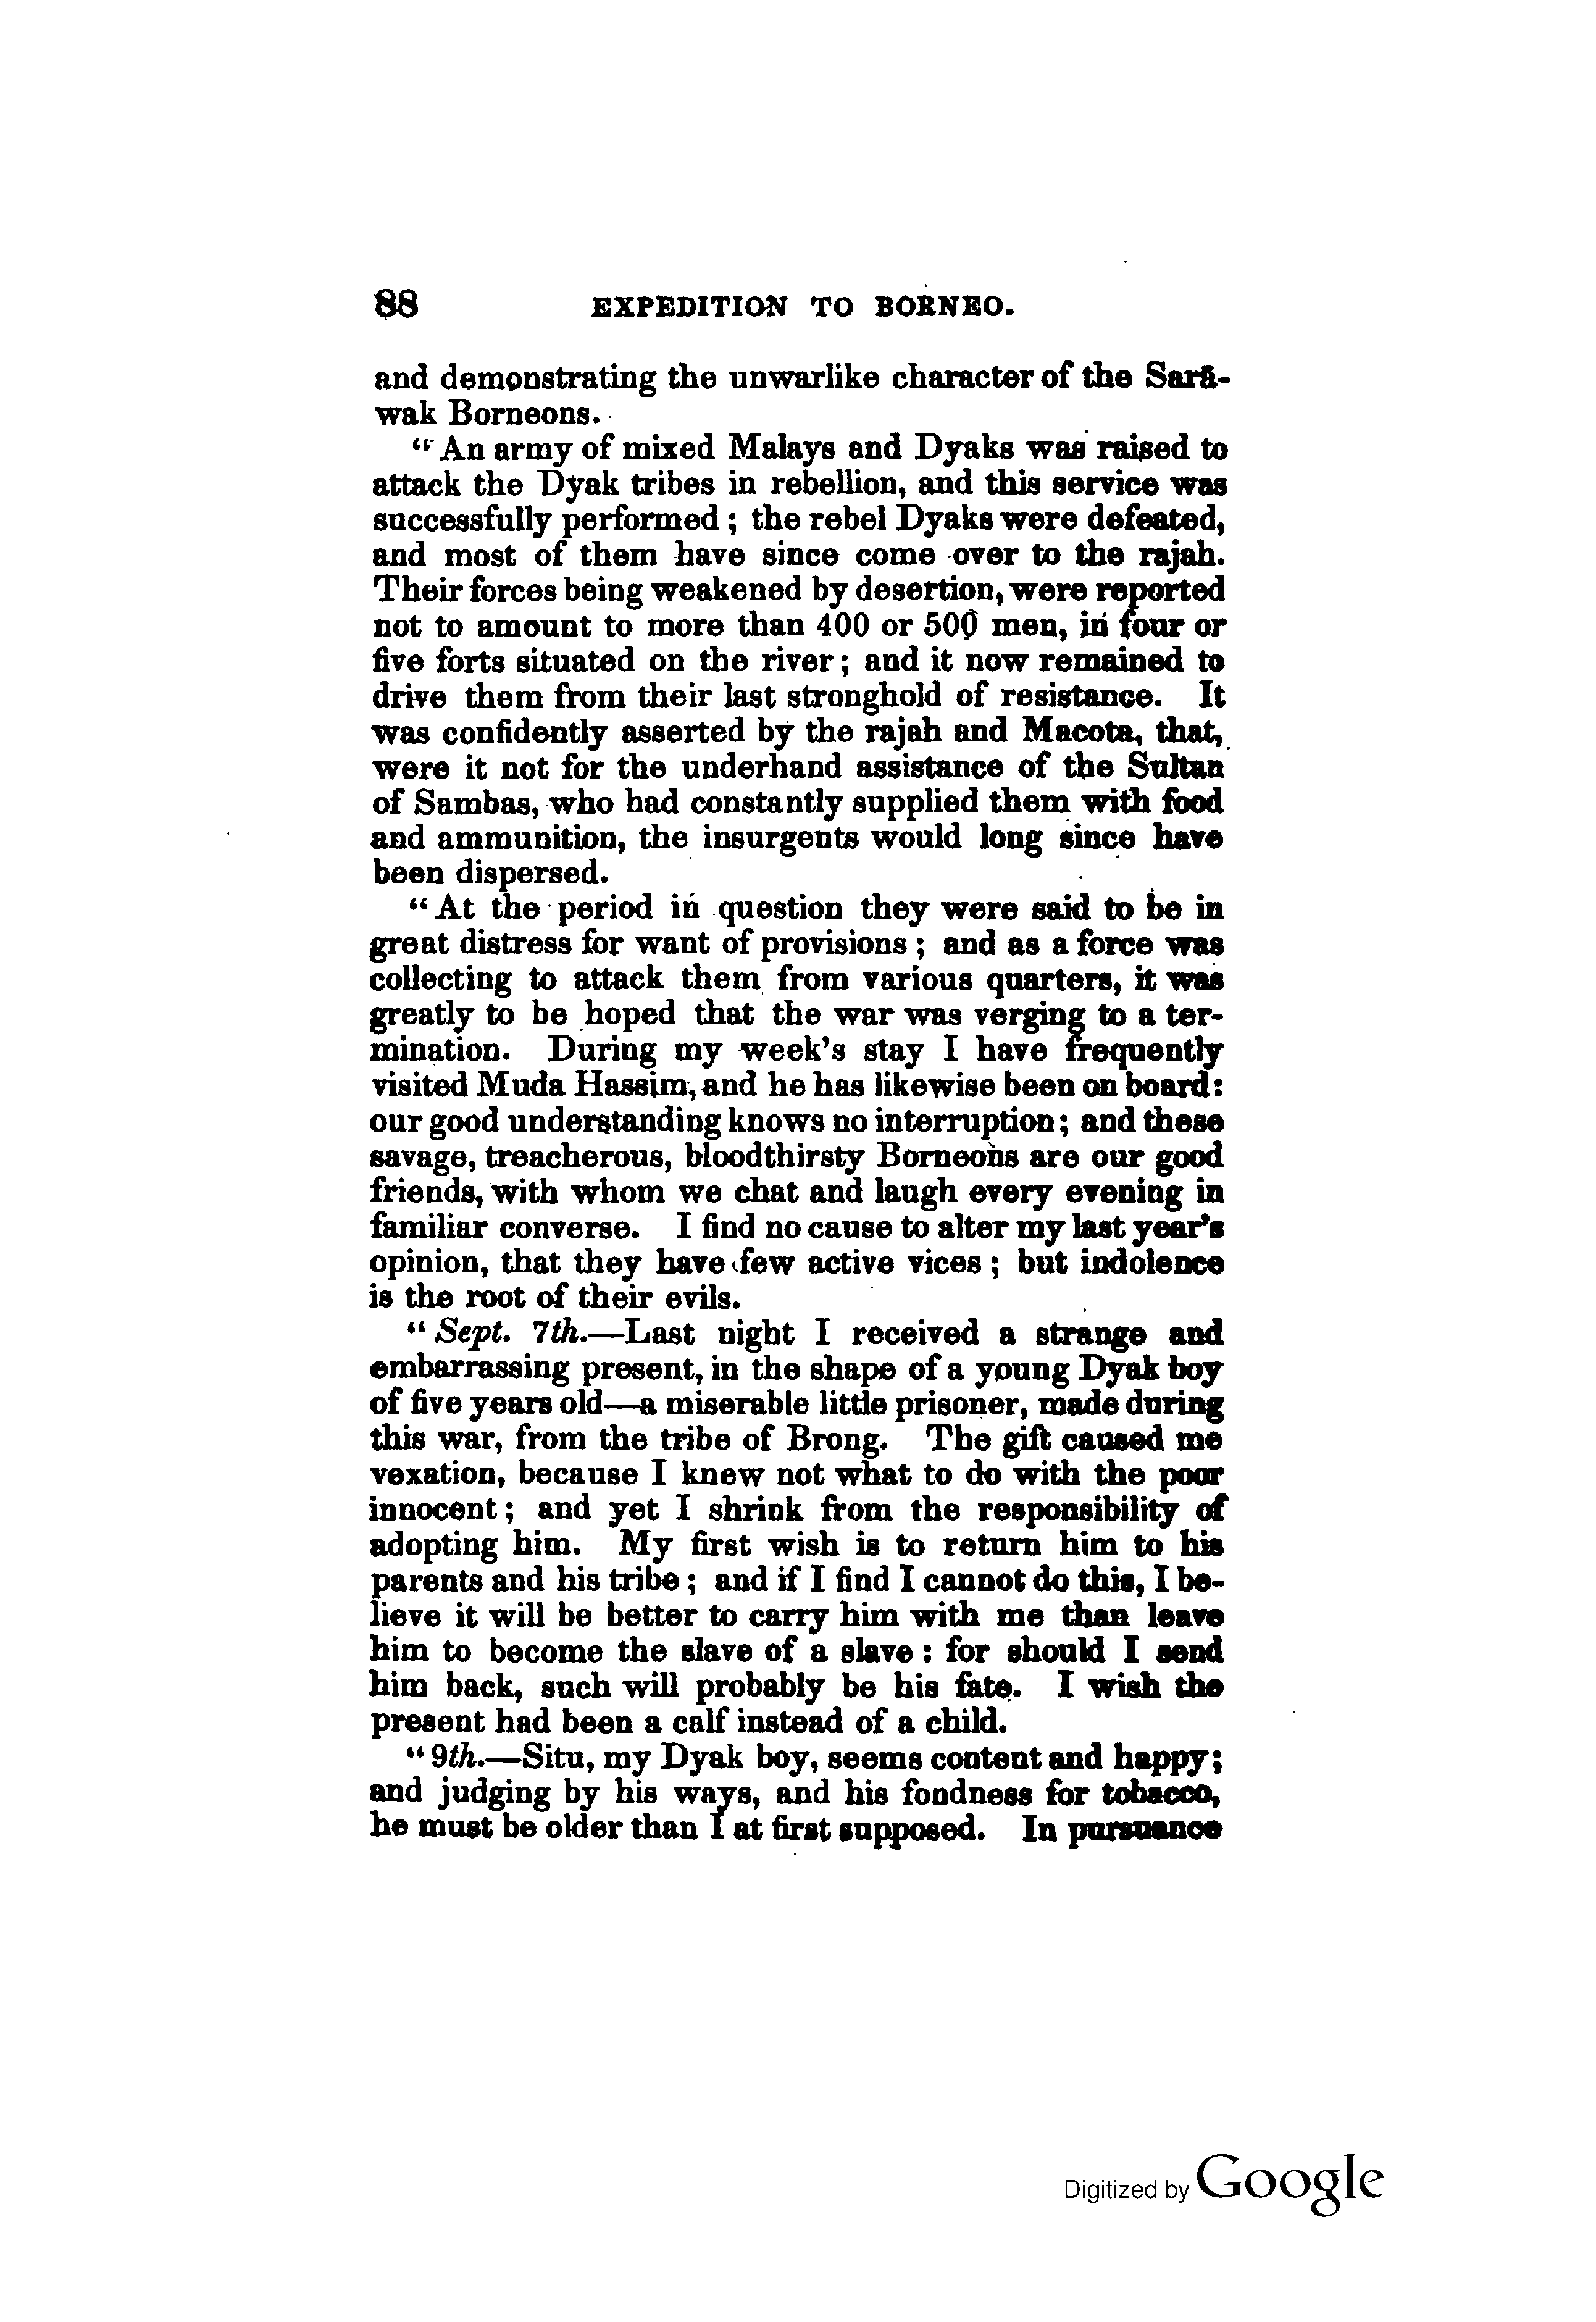 88 EXPEDITION TO BORNEO.
and demonstrating the unwarlike character of the Sarā-
wak Borneons.
“An army of mixed Malays and Dyaks was raised to
attack the Dyak tribes in rebellion, and this service was
successfully performed; the rebel Dyaks were defeated,
and most of them have since come over to the rajah.
Their forces being weakened by desertion, were reported
not to amount to more than 400 or 500 men, in four or
five forts situated on the river; and it now remained to
drive them from their last stronghold of resistance. It
was confidently asserted by the rajah and Macota, that,
were it not for the underhand assistance of the Sultan
of Sambas, who had constantly supplied them with food
and ammunition, the insurgents would long since have
been dispersed.
“At the period in question they were said to be in
great distress for want of provisions; and as a force was
collecting to attack them from various quarters, it was
greatly to be hoped that the war was verging to a ter-
mination. During my week's stay I have frequently
visited Muda Hassim, and he has likewise been on board:
our good understanding knows no interruption; and these
savage, treacherous, bloodthirsty Borneons are our good
friends, with whom we chat and laugh every evening in
familiar converse. I find no cause to alter my last year's
opinion, that they have few active vices; but indolence
is the root of their evils.
“Sept. 7th.—Last night I received a strange and
embarrassing present, in the shape of a young Dyak boy
of five years old—a miserable little prisoner, made during
this war, from the tribe of Brong. The gift caused me
vexation, because I knew not what to do with the poor
innocent; and yet I shrink from the responsibility of
adopting him. My first wish is to return him to his
parents and his tribe; and if I find I cannot do this, I be-
lieve it will be better to carry him with me than leave
him to become the slave of a slave: for should I send
him back, such will probably be his fate. I wish the
present had been a calf instead of a child.
“9th.—Situ, my Dyak boy, seems content and happy;
and judging by his ways, and his fondness for tobacco,
he must be older than I at first supposed. In pursuance
Digitized by Google